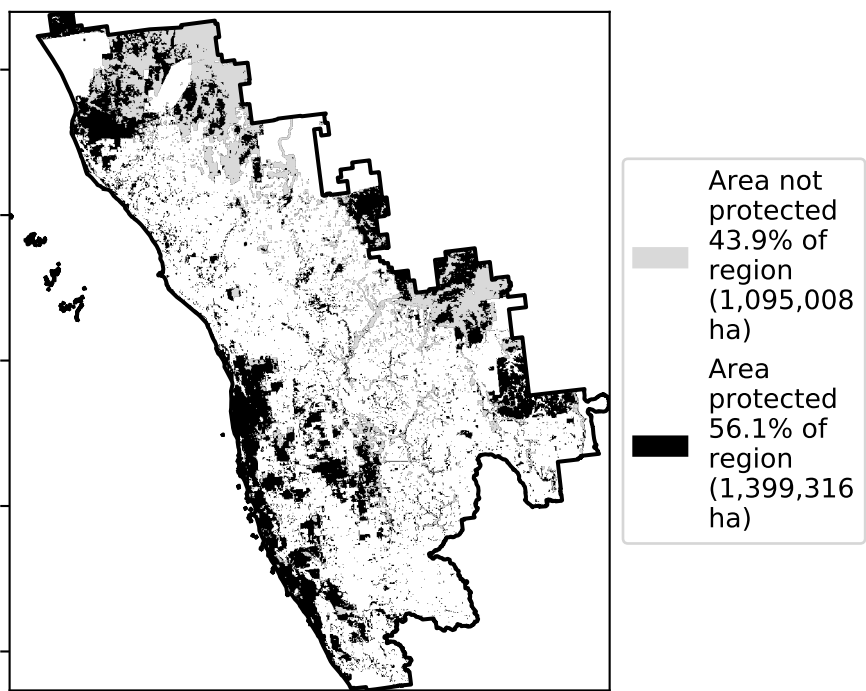 Area not
protected
43.9% of
region
(1,095,008
ha)
Area
protected
56.1% of
region
(1,399,316
ha)